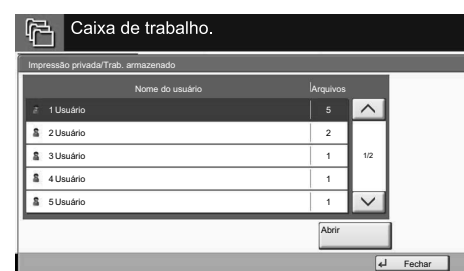 Caixa de trabalho.
Impressão privada/Trab. armazenado
Nome do usuário Arquivos
1 Usuário 5
2 Usuário 2
3 Usuário 1 1/2
4 Usuário 1
5 Usuário 1
Abrir
Fechar